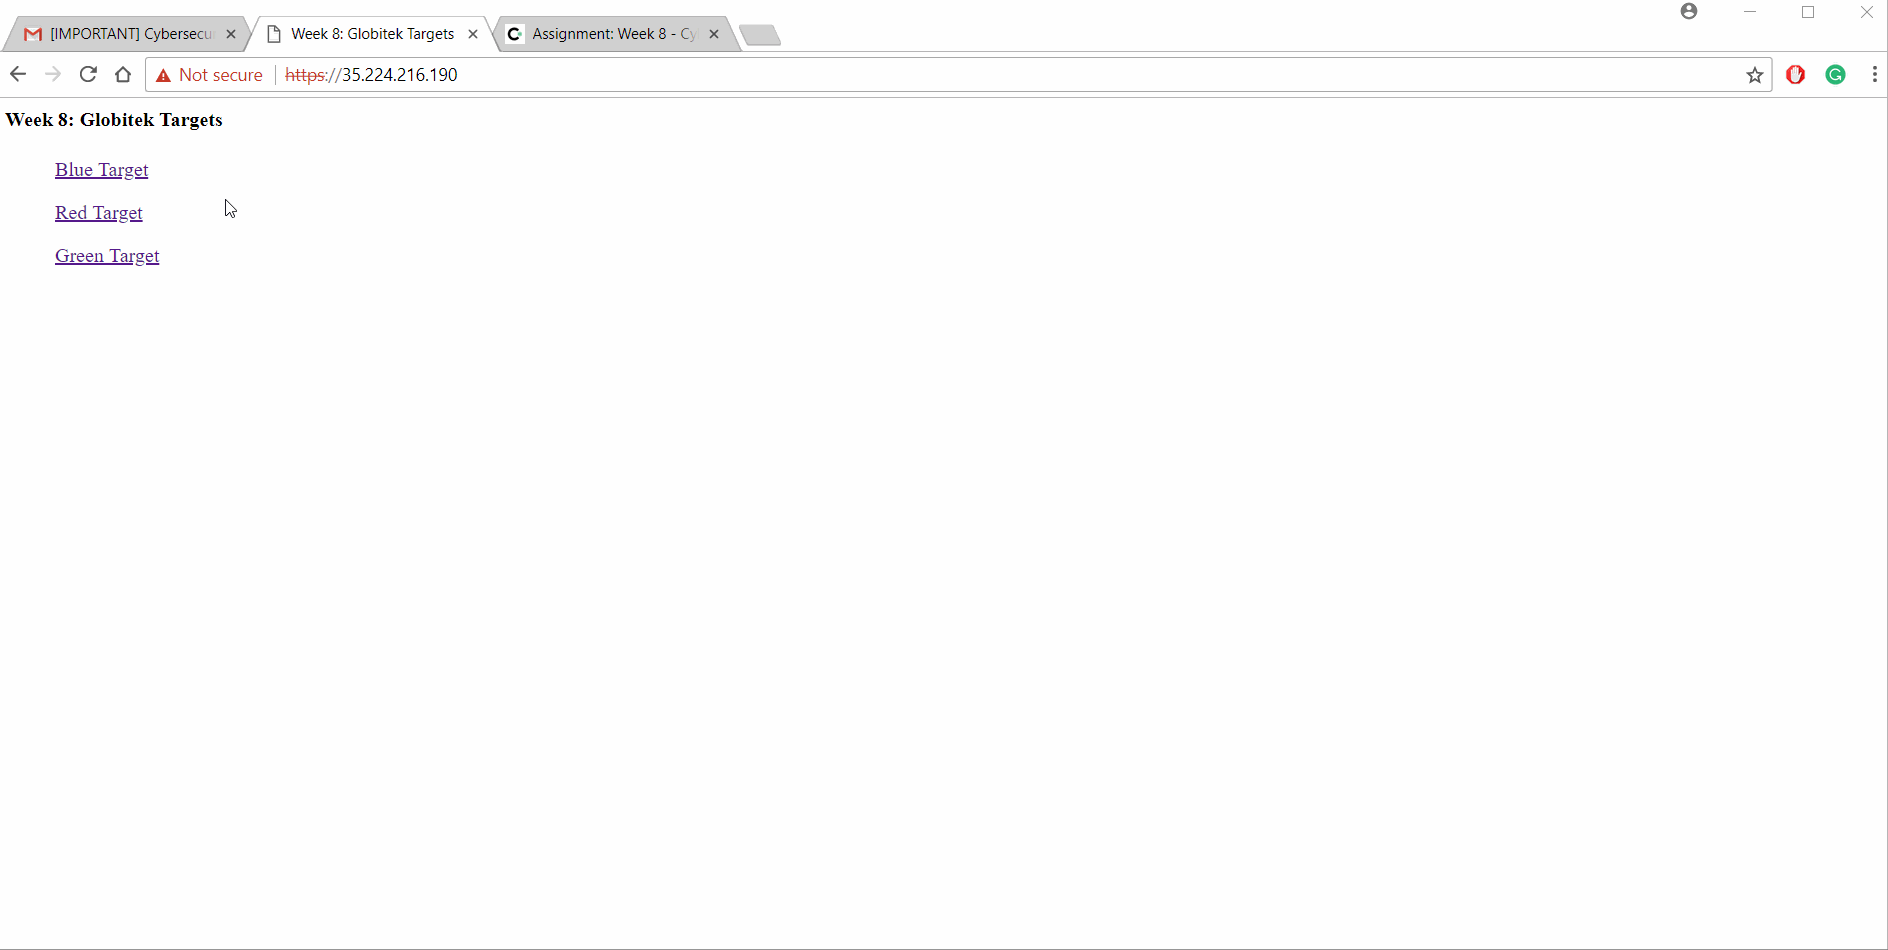 [IMPORTANT] Cybersecu
Week 8: Globitek Targets
Assignment: Week 8 - Cy
Not secure
https://35.224.216.190
Week 8: Globitek Targets
Blue Target
Red Target
Green Target